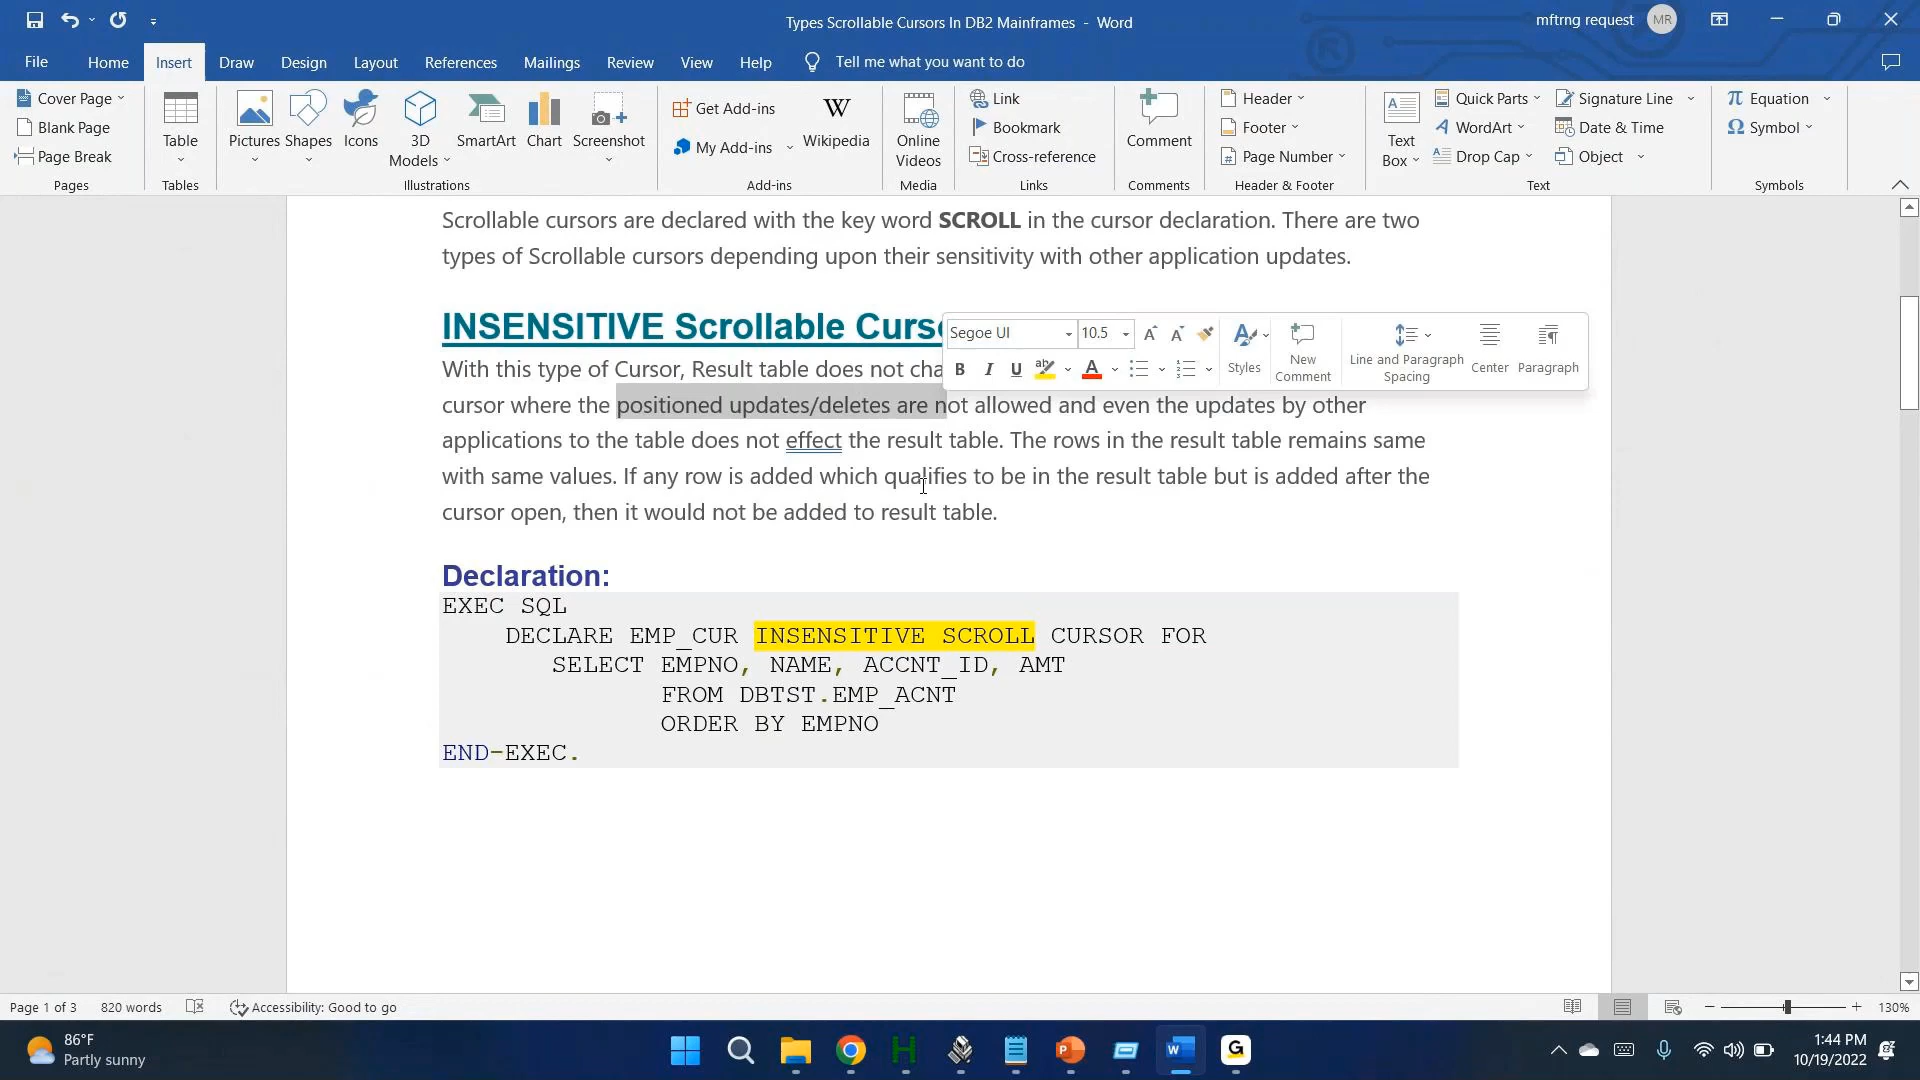 Types Scrollable Cursors In DB2 Mainframes - Word
mftrng request MR
File Home Insert Draw Design Layout References Mailings Review View Help Tell me what you want to do
Cover Page
Blank Page
Page Break
Pages
Table
Tables
Pictures Shapes Icons 3D Models SmartArt Chart Screenshot
Illustrations
Get Add-ins
My Add-ins
W Wikipedia
Add-ins
Online Videos
Media
Link
Bookmark
Cross-reference
Links
Comment
Comments
Header
Footer
Page Number
Header & Footer
Text Box
Quick Parts
WordArt
Drop Cap
Signature Line
Date & Time
Object
Text
Equation
Symbol
Symbols
Scrollable cursors are declared with the key word SCROLL in the cursor declaration. There are two
types of Scrollable cursors depending upon their sensitivity with other application updates.
INSENSITIVE Scrollable Curs
Segoe UI 10.5
Styles New Comment Line and Paragraph Spacing Center Paragraph
With this type of Cursor, Result table does not cha
cursor where the positioned updates/deletes are not allowed and even the updates by other
applications to the table does not effect the result table. The rows in the result table remains same
with same values. If any row is added which qualifies to be in the result table but is added after the
cursor open, then it would not be added to result table.
Declaration:
EXEC SQL
DECLARE EMP_CUR INSENSITIVE SCROLL CURSOR FOR
SELECT EMPNO, NAME, ACCNT_ID, AMT
FROM DBTST.EMP_ACNT
ORDER BY EMPNO
END-EXEC.
Page 1 of 3 820 words Accessibility: Good to go 130%
86°F
Partly sunny
1:44 PM
10/19/2022